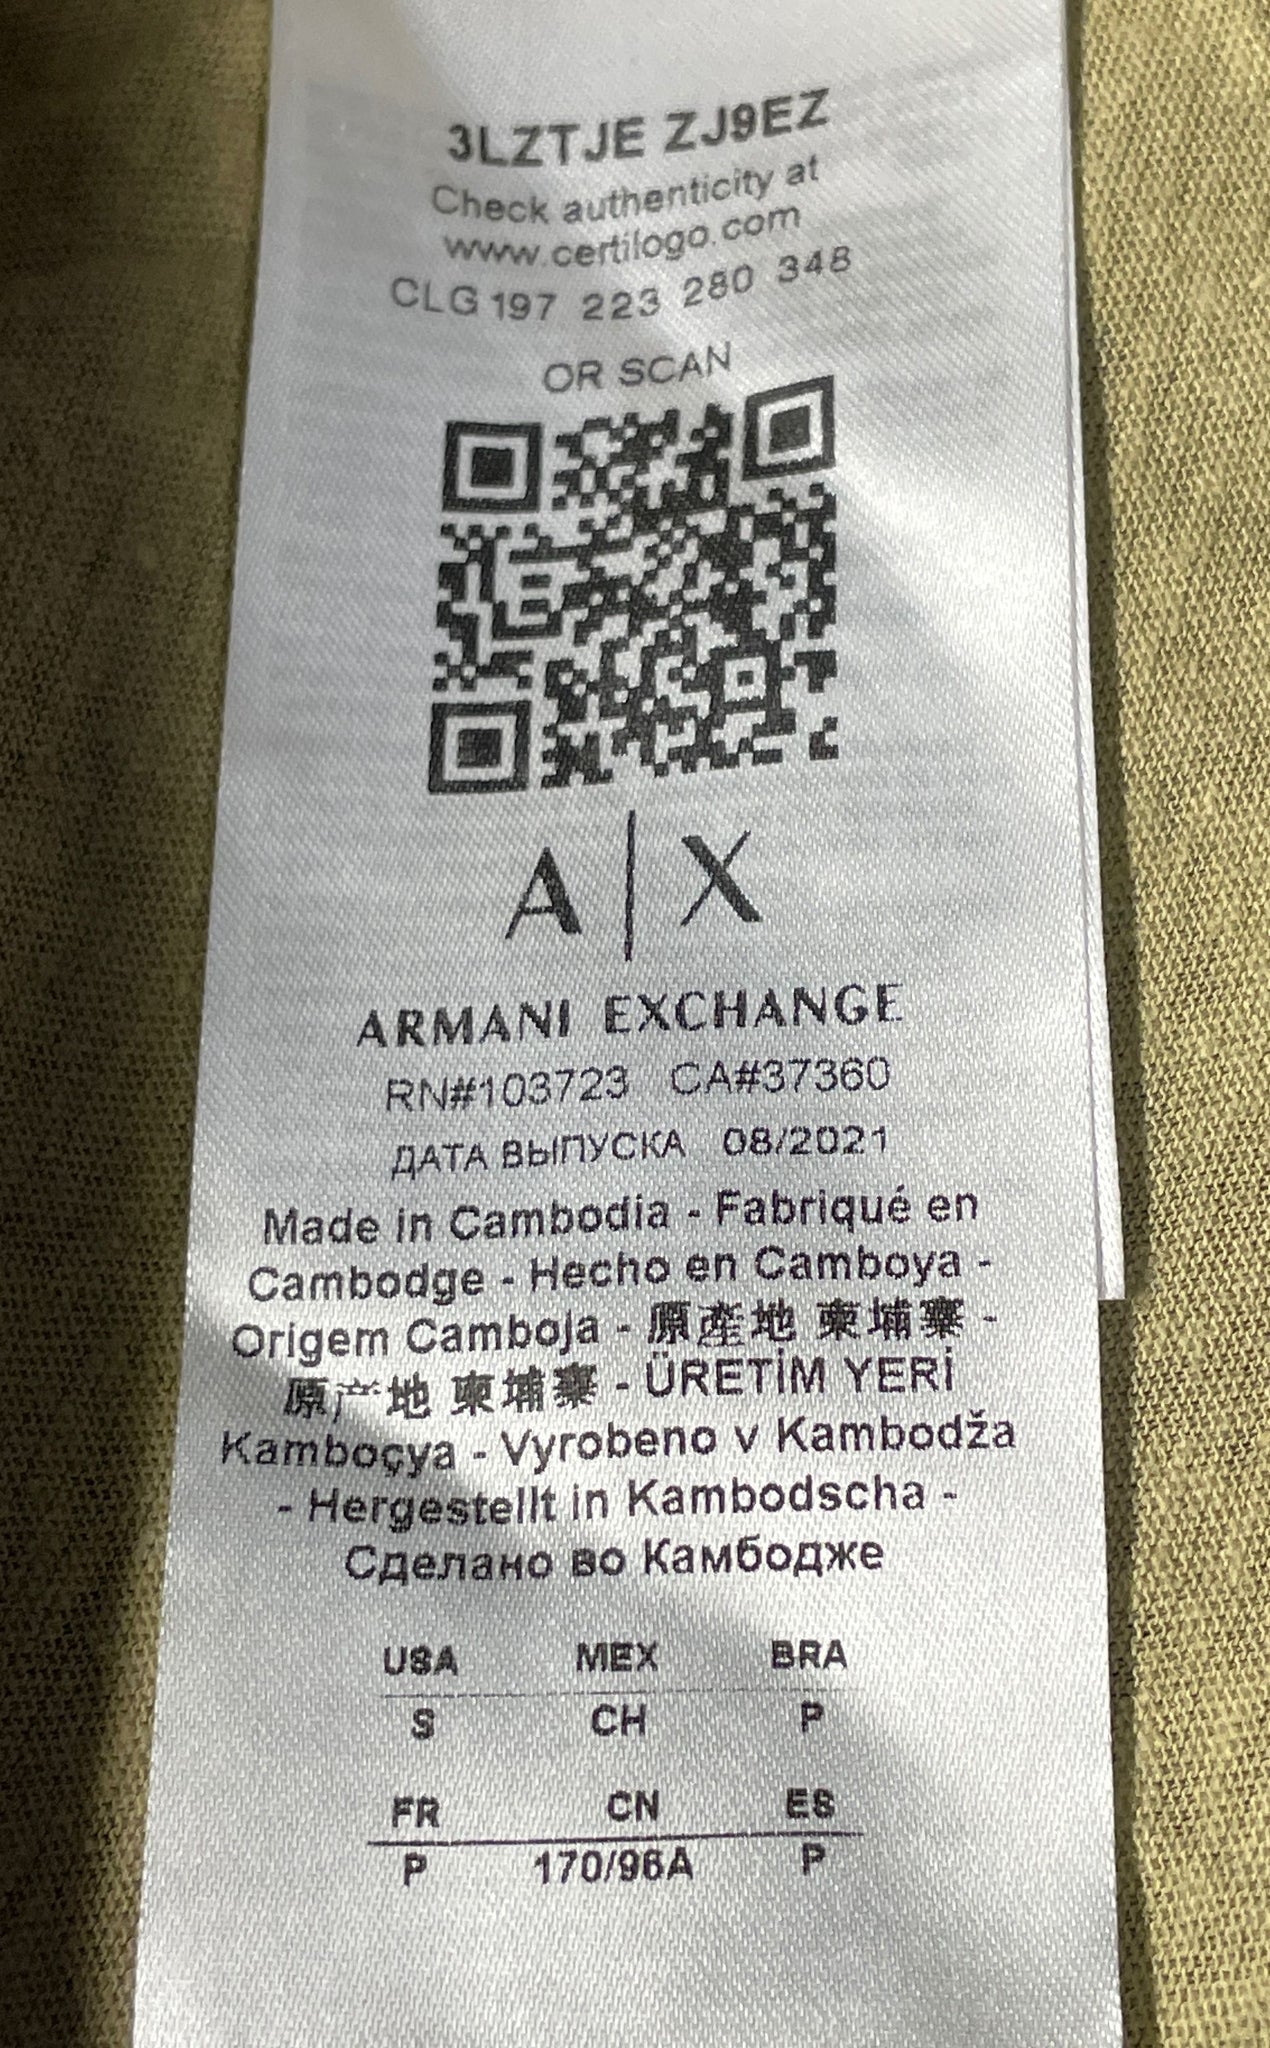 3LZTJE ZJ9EZ
Check authenticity at
www.certilogo.com
CLG 197 223 280 348
OR SCAN
A|X
ARMANI EXCHANGE
RN#103723 CA#37360
ДАТА ВЫПУСКА 08/2021
Made in Cambodia - Fabriqué en
Cambodge - Hecho en Camboya -
Origem Camboja - 原產地 柬埔寨 -
原产地 柬埔寨 - ÜRETİM YERİ
Kamboçya - Vyrobeno v Kambodža
- Hergestellt in Kambodscha -
Сделано во Камбодже
USA MEX BRA
S CH P
FR CN ES
P 170/96A P